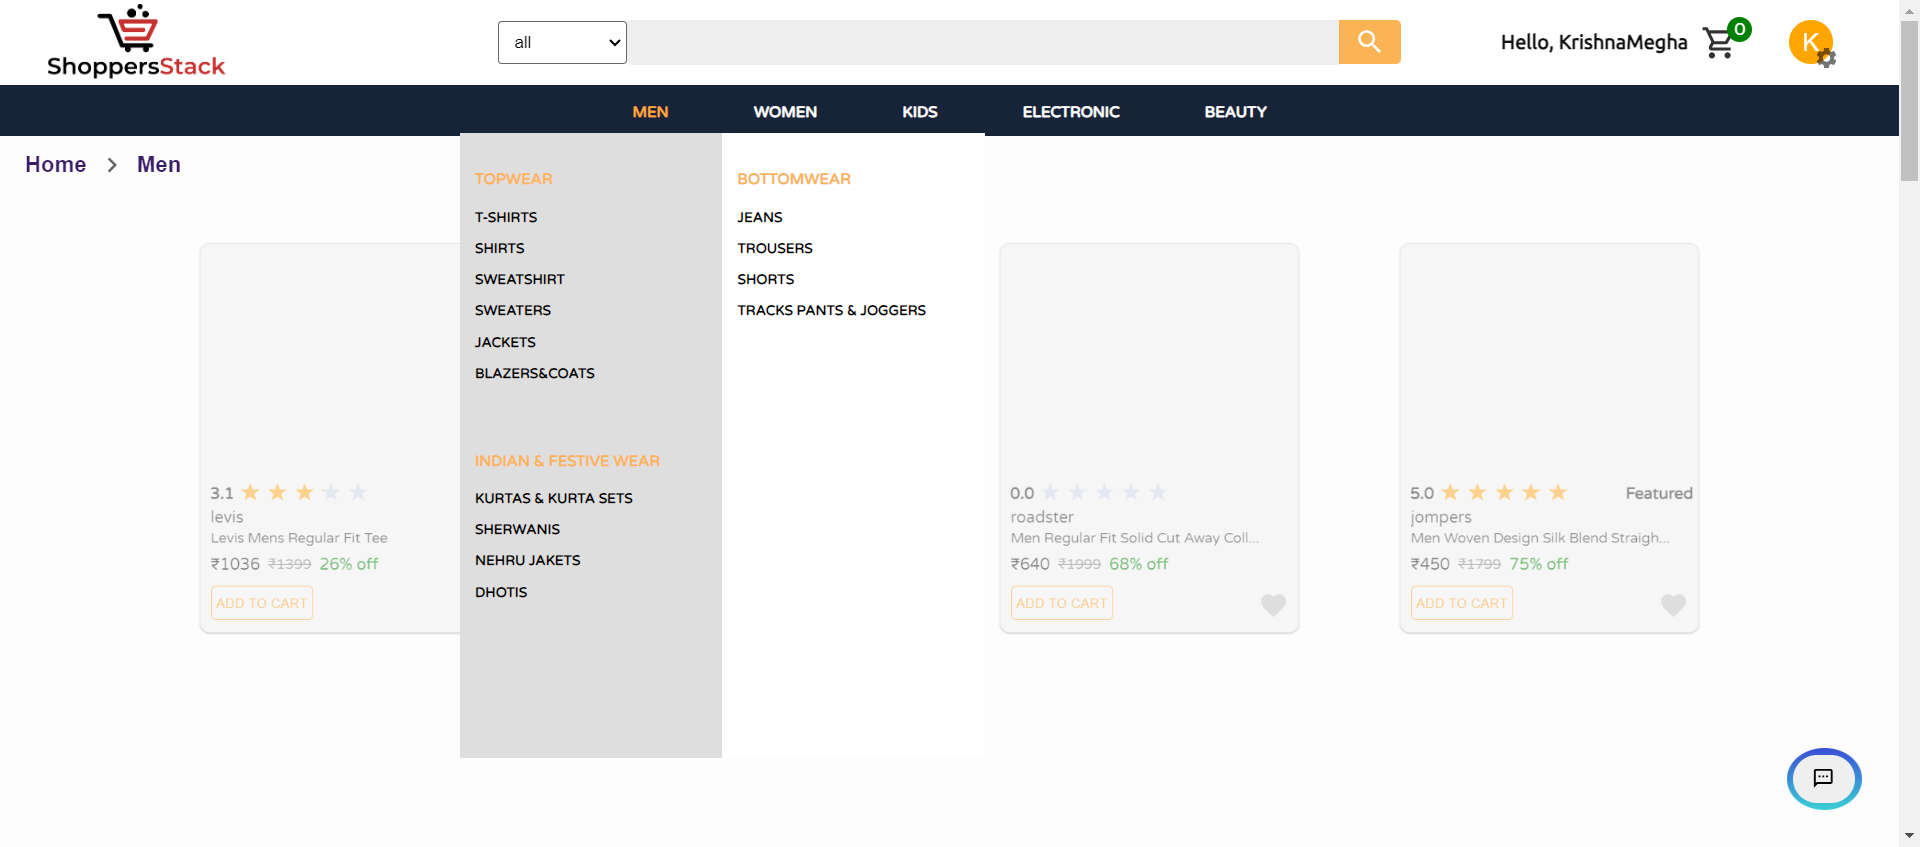 ShoppersStack
all
Hello, KrishnaMegha
0
K
MEN WOMEN KIDS ELECTRONIC BEAUTY
Home > Men
TOPWEAR
T-SHIRTS
SHIRTS
SWEATSHIRT
SWEATERS
JACKETS
BLAZERS&COATS
INDIAN & FESTIVE WEAR
KURTAS & KURTA SETS
SHERWANIS
NEHRU JAKETS
DHOTIS
BOTTOMWEAR
JEANS
TROUSERS
SHORTS
TRACKS PANTS & JOGGERS
3.1
levis
Levis Mens Regular Fit Tee
₹1036 ₹1399 26% off
ADD TO CART
0.0
roadster
Men Regular Fit Solid Cut Away Coll...
₹640 ₹1999 68% off
ADD TO CART
5.0 Featured
jompers
Men Woven Design Silk Blend Straigh...
₹450 ₹1799 75% off
ADD TO CART